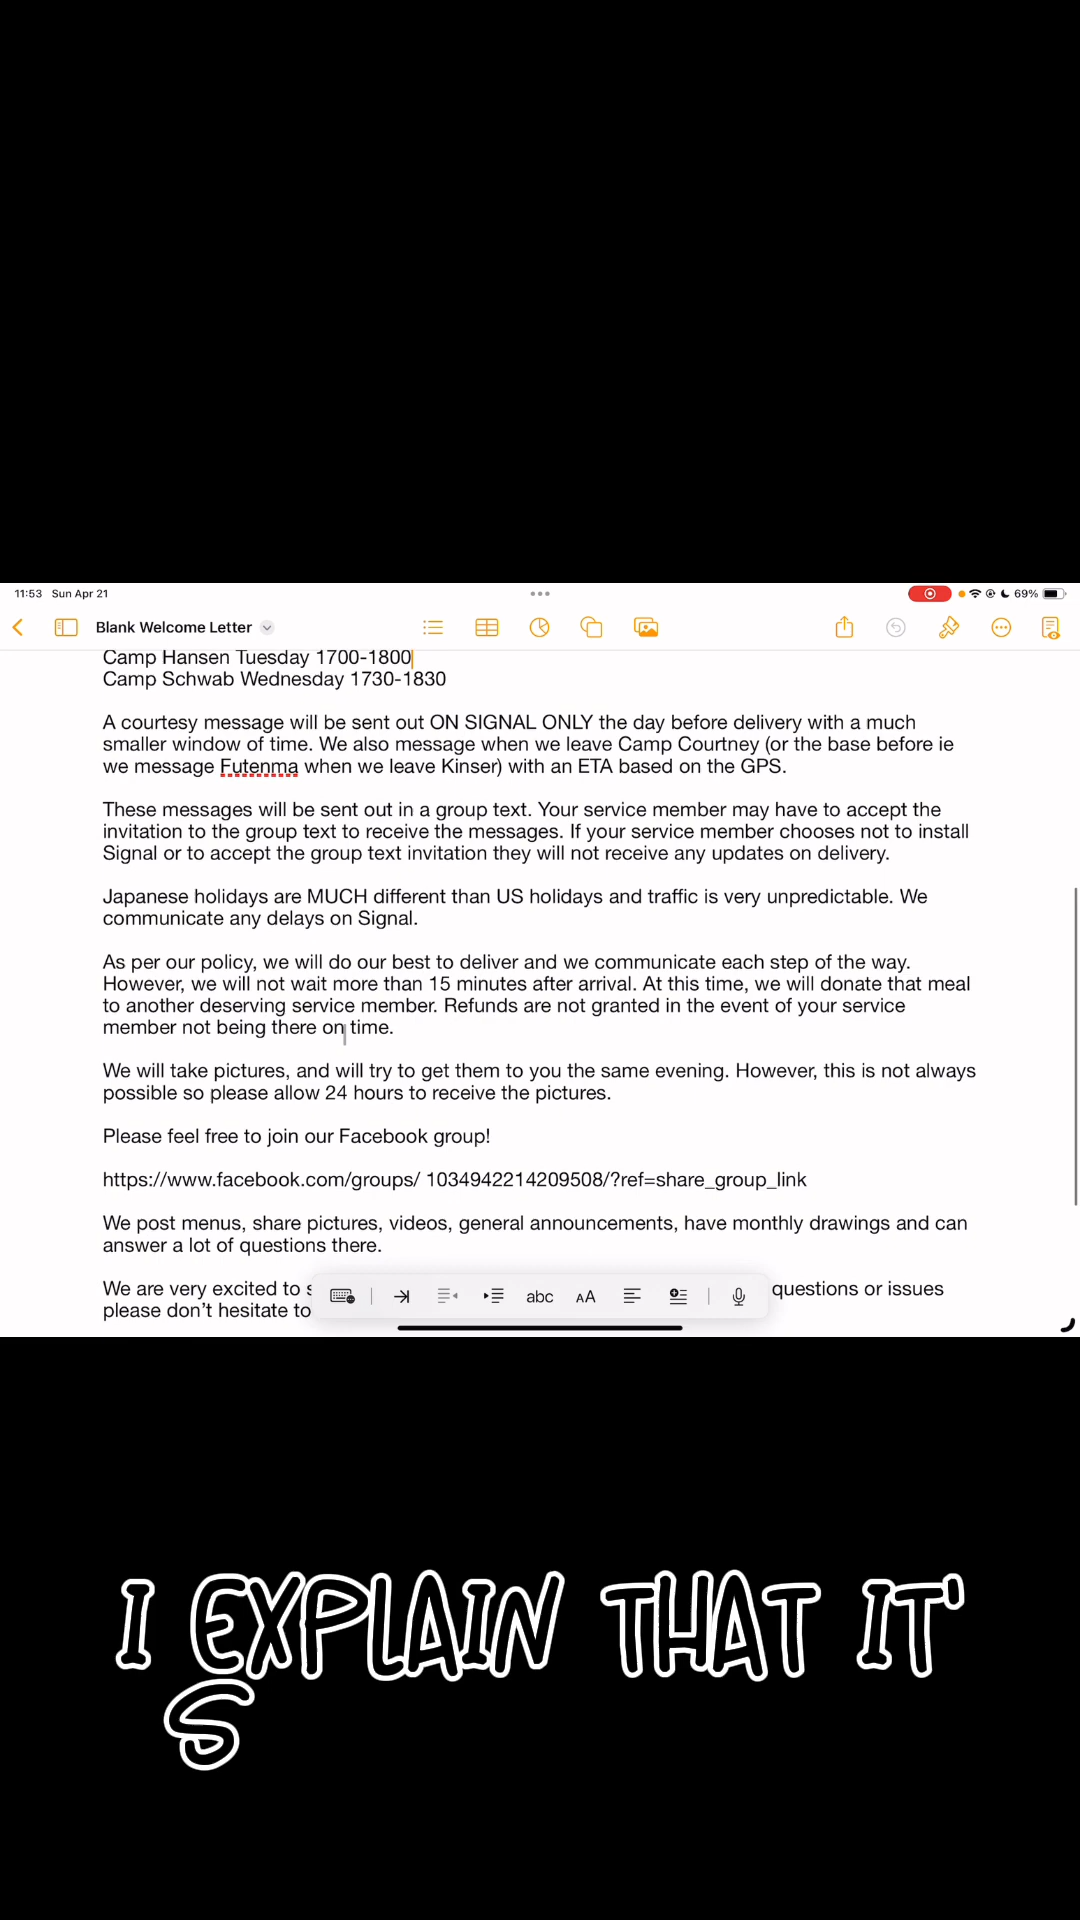 11:53 Sun Apr 21
69%
Blank Welcome Letter
Camp Hansen Tuesday 1700-1800
Camp Schwab Wednesday 1730-1830
A courtesy message will be sent out ON SIGNAL ONLY the day before delivery with a much
smaller window of time. We also message when we leave Camp Courtney (or the base before ie
we message Futenma when we leave Kinser) with an ETA based on the GPS.
These messages will be sent out in a group text. Your service member may have to accept the
invitation to the group text to receive the messages. If your service member chooses not to install
Signal or to accept the group text invitation they will not receive any updates on delivery.
Japanese holidays are MUCH different than US holidays and traffic is very unpredictable. We
communicate any delays on Signal.
As per our policy, we will do our best to deliver and we communicate each step of the way.
However, we will not wait more than 15 minutes after arrival. At this time, we will donate that meal
to another deserving service member. Refunds are not granted in the event of your service
member not being there on time.
We will take pictures, and will try to get them to you the same evening. However, this is not always
possible so please allow 24 hours to receive the pictures.
Please feel free to join our Facebook group!
https://www.facebook.com/groups/ 1034942214209508/?ref=share_group_link
We post menus, share pictures, videos, general announcements, have monthly drawings and can
answer a lot of questions there.
We are very excited to questions or issues
please don't hesitate to
abc AA
I EXPLAIN THAT IT'
S